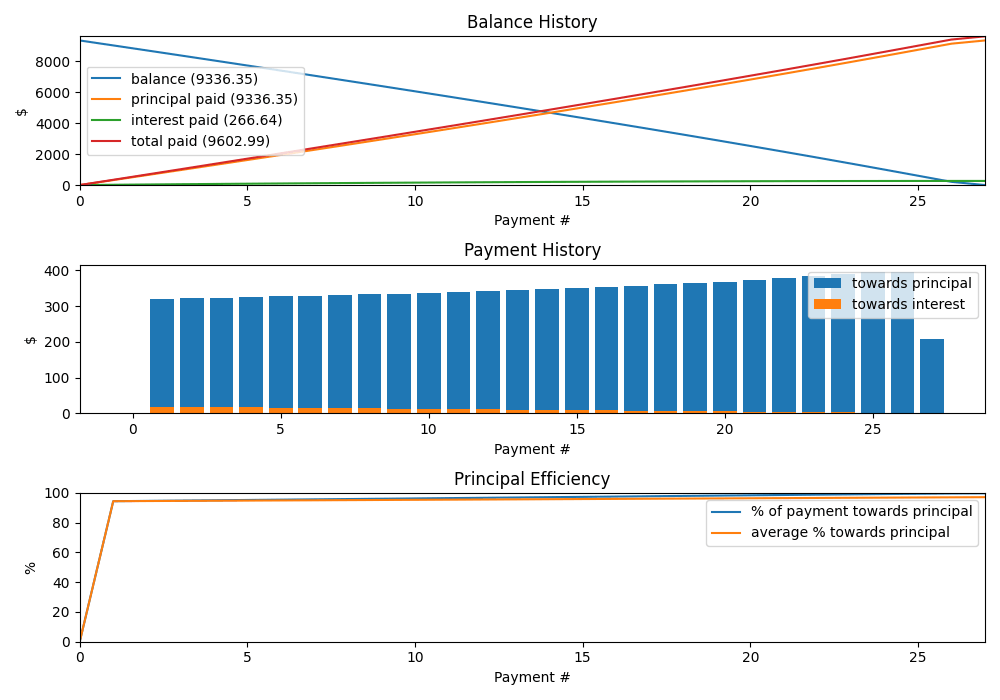 Balance History
8000
6000
4000
2000
0
$
balance (9336.35)
principal paid (9336.35)
interest paid (266.64)
total paid (9602.99)
0 5 10 15 20 25
Payment #
Payment History
400
300
200
100
0
$
towards principal
towards interest
0 5 10 15 20 25
Payment #
Principal Efficiency
100
80
60
40
20
0
%
% of payment towards principal
average % towards principal
0 5 10 15 20 25
Payment #